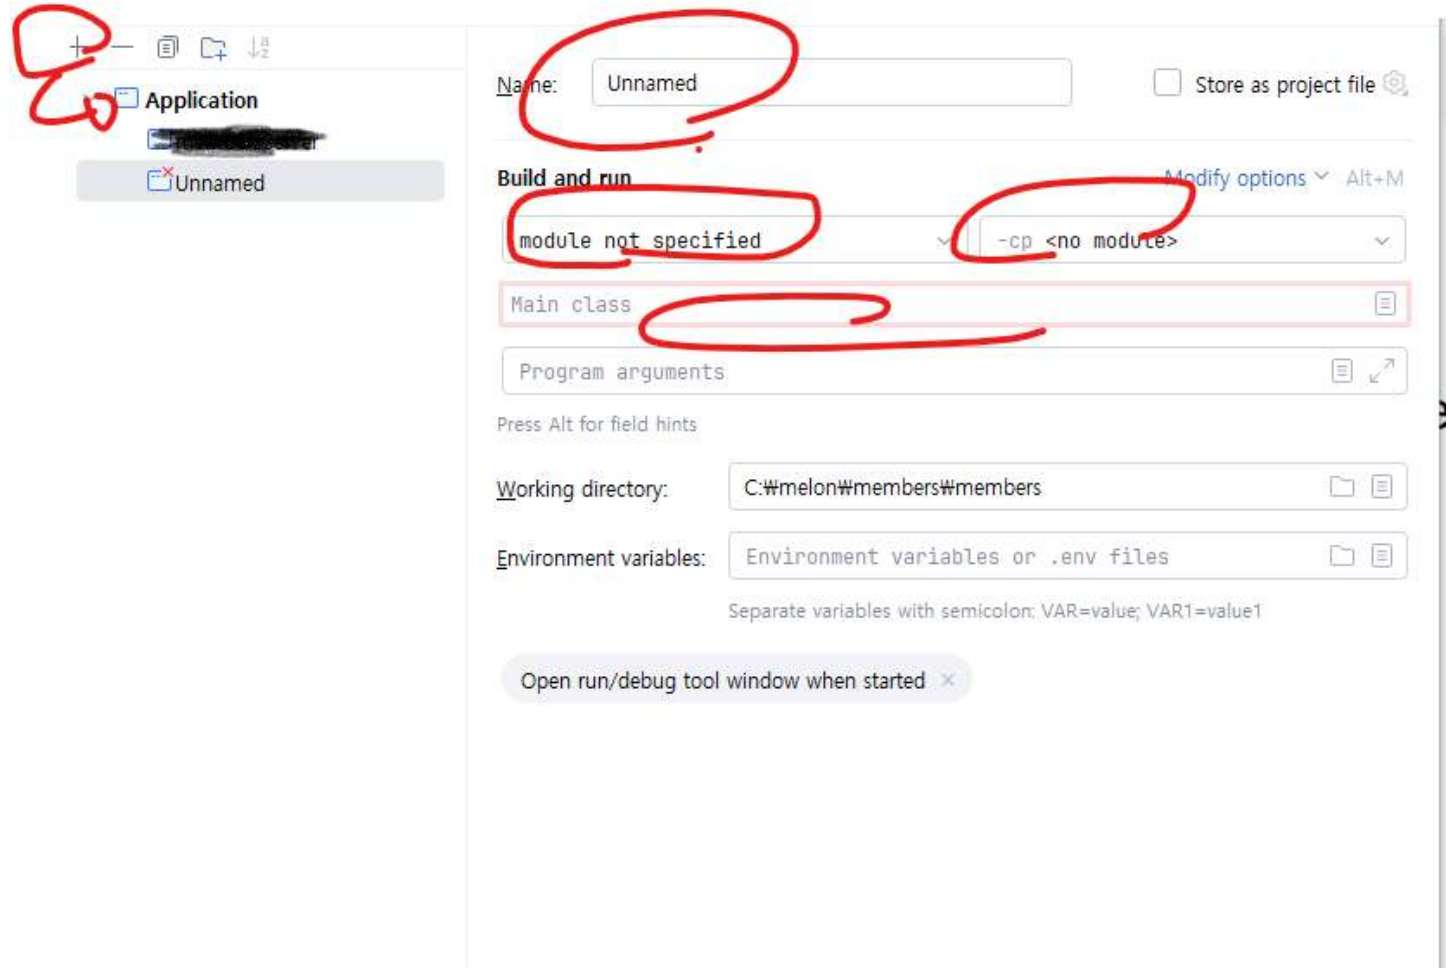 Application
Unnamed
Name: Unnamed Store as project file
Build and run Modify options Alt+M
module not specified -cp <no module>
Main class
Program arguments
Press Alt for field hints
Working directory: C:₩melon₩members₩members
Environment variables: Environment variables or .env files
Separate variables with semicolon: VAR=value; VAR1=value1
Open run/debug tool window when started